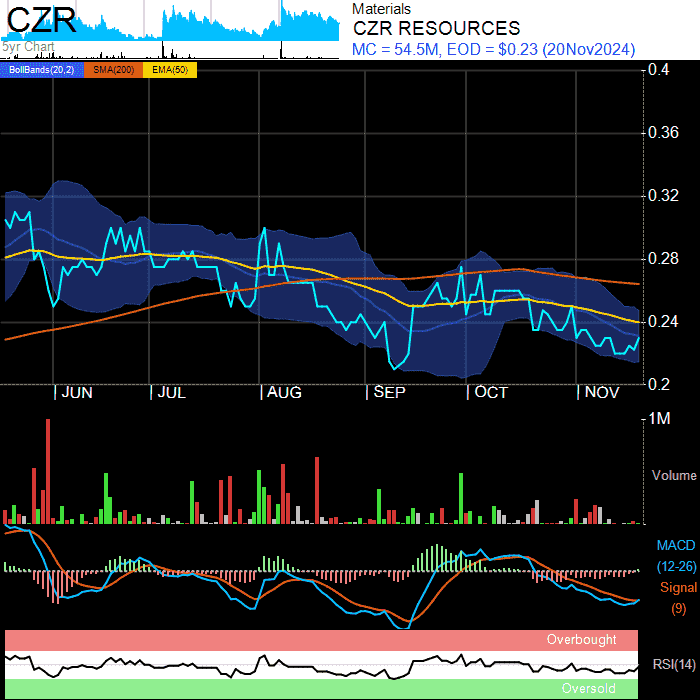 CZR
5yr Chart
Materials
CZR RESOURCES
MC = 54.5M, EOD = $0.23 (20Nov2024)
BollBands(20,2) SMA(200) EMA(50)
0.4
0.36
0.32
0.28
0.24
0.2
JUN JUL AUG SEP OCT NOV
1M
Volume
MACD
(12-26)
Signal
(9)
Overbought
RSI(14)
Oversold